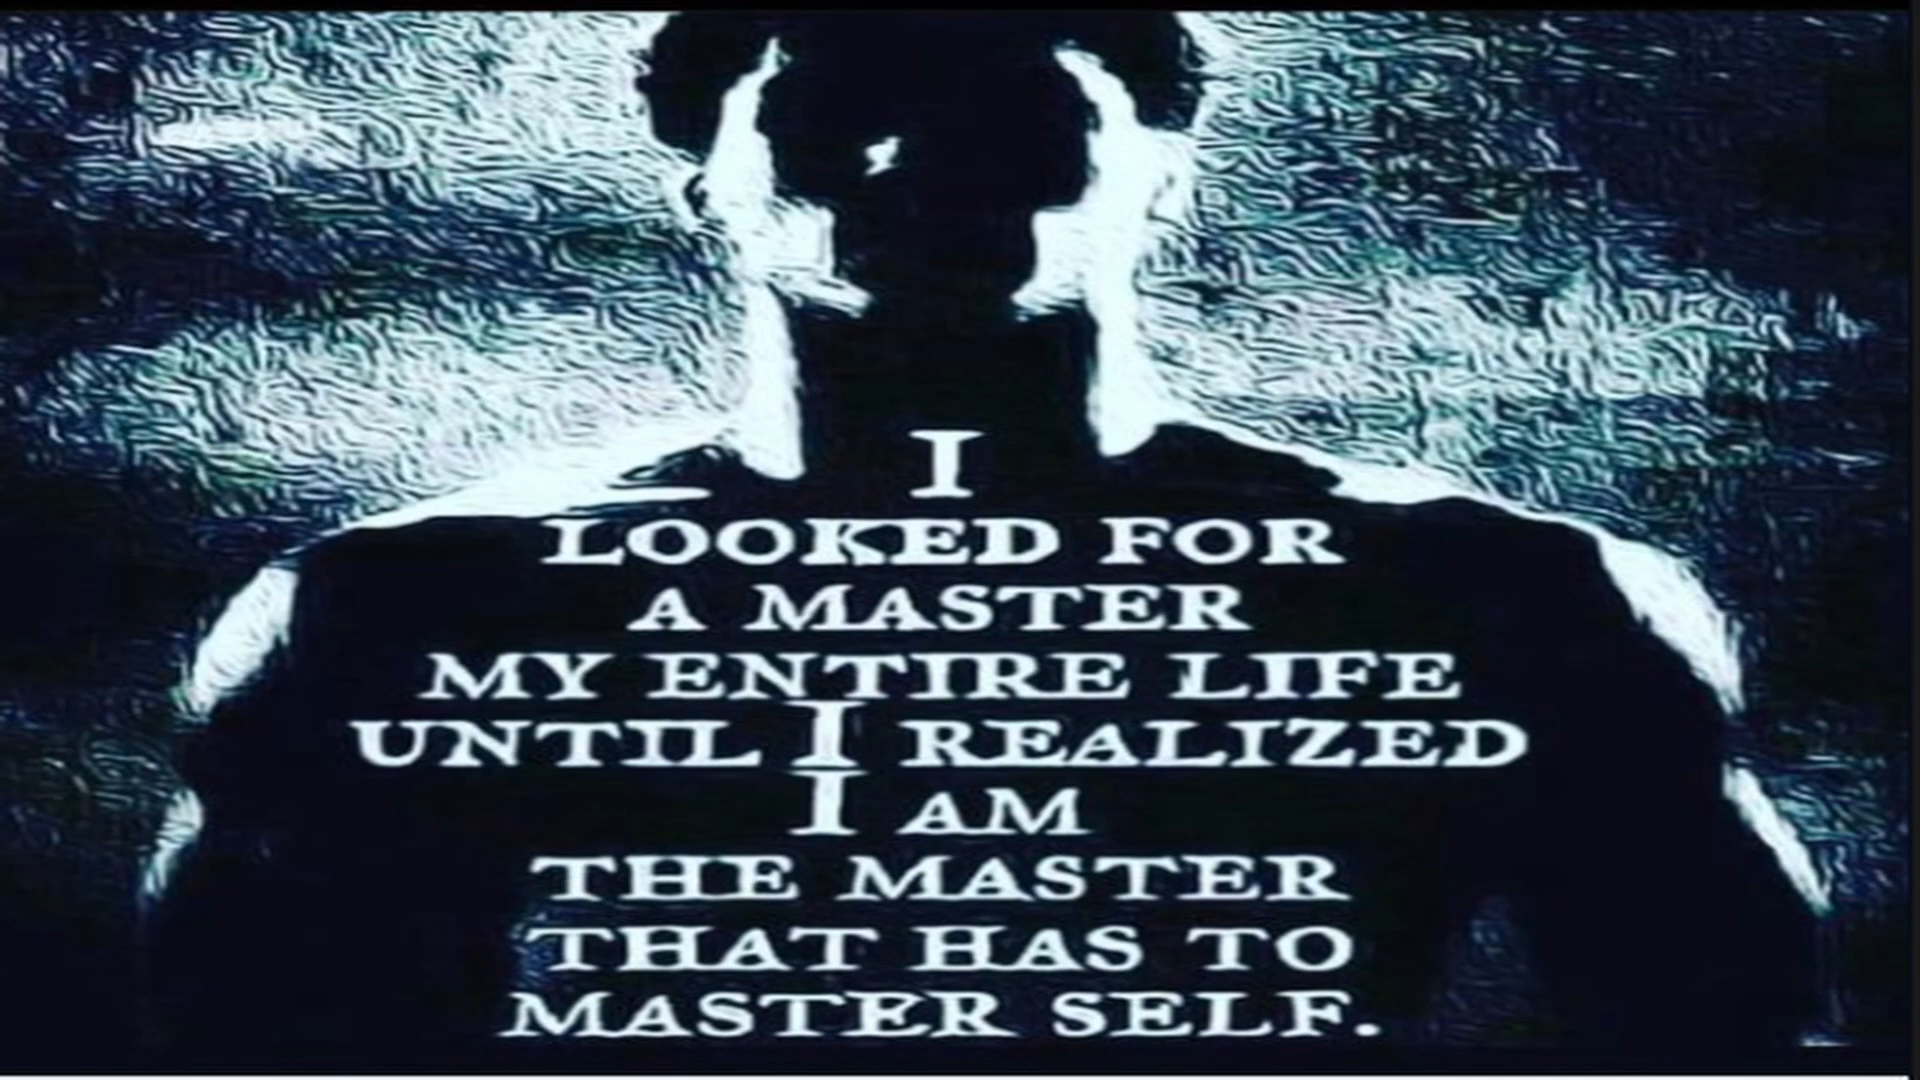 I
LOOKED FOR
A MASTER
MY ENTIRE LIFE
UNTIL I REALIZED
I AM
THE MASTER
THAT HAS TO
MASTER SELF.